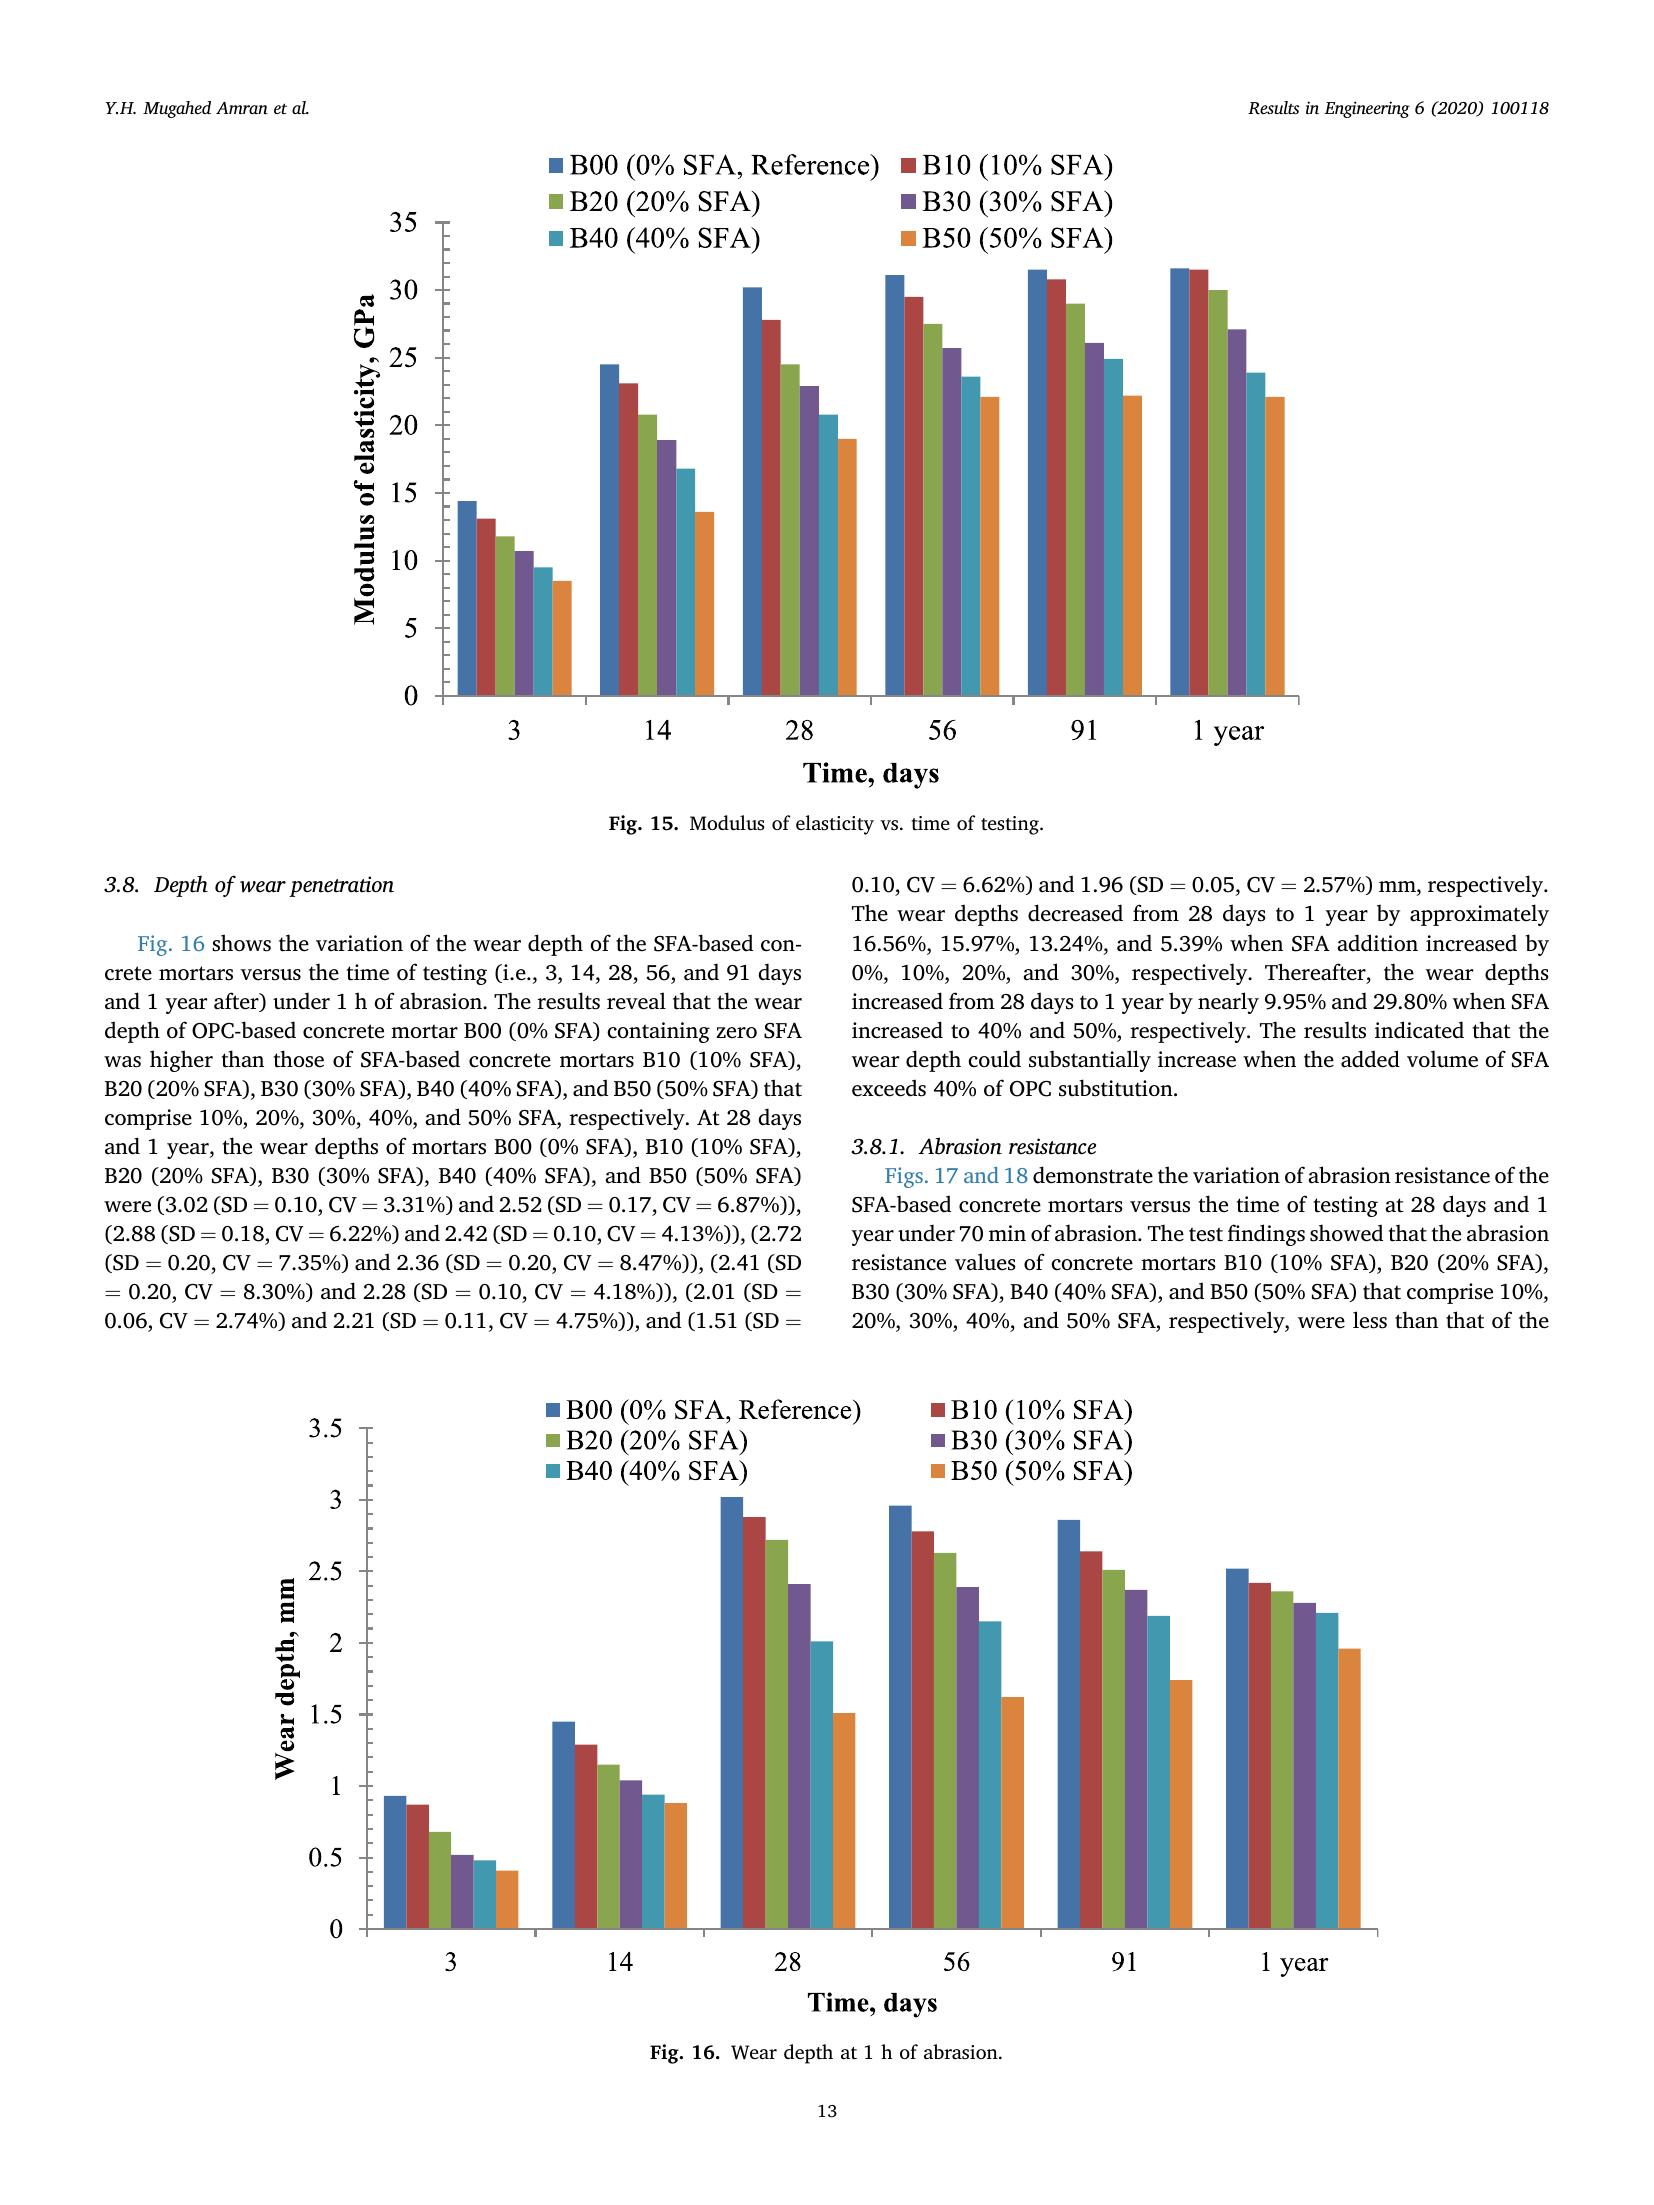 Y.H. Mugahed Amran et al.
Results in Engineering 6 (2020) 100118
B00 (0% SFA, Reference)
B10 (10% SFA)
B20 (20% SFA)
B30 (30% SFA)
B40 (40% SFA)
B50 (50% SFA)
35
30
25
20
15
10
5
0
Modulus of elasticity, GPa
3
14
28
56
91
1 year
Time, days
Fig. 15. Modulus of elasticity vs. time of testing.
3.8. Depth of wear penetration
Fig. 16 shows the variation of the wear depth of the SFA-based con-
crete mortars versus the time of testing (i.e., 3, 14, 28, 56, and 91 days
and 1 year after) under 1 h of abrasion. The results reveal that the wear
depth of OPC-based concrete mortar B00 (0% SFA) containing zero SFA
was higher than those of SFA-based concrete mortars B10 (10% SFA),
B20 (20% SFA), B30 (30% SFA), B40 (40% SFA), and B50 (50% SFA) that
comprise 10%, 20%, 30%, 40%, and 50% SFA, respectively. At 28 days
and 1 year, the wear depths of mortars B00 (0% SFA), B10 (10% SFA),
B20 (20% SFA), B30 (30% SFA), B40 (40% SFA), and B50 (50% SFA)
were (3.02 (SD = 0.10, CV = 3.31%) and 2.52 (SD = 0.17, CV = 6.87%)),
(2.88 (SD = 0.18, CV = 6.22%) and 2.42 (SD = 0.10, CV = 4.13%)), (2.72
(SD = 0.20, CV = 7.35%) and 2.36 (SD = 0.20, CV = 8.47%)), (2.41 (SD
= 0.20, CV = 8.30%) and 2.28 (SD = 0.10, CV = 4.18%)), (2.01 (SD =
0.06, CV = 2.74%) and 2.21 (SD = 0.11, CV = 4.75%)), and (1.51 (SD =
0.10, CV = 6.62%) and 1.96 (SD = 0.05, CV = 2.57%) mm, respectively.
The wear depths decreased from 28 days to 1 year by approximately
16.56%, 15.97%, 13.24%, and 5.39% when SFA addition increased by
0%, 10%, 20%, and 30%, respectively. Thereafter, the wear depths
increased from 28 days to 1 year by nearly 9.95% and 29.80% when SFA
increased to 40% and 50%, respectively. The results indicated that the
wear depth could substantially increase when the added volume of SFA
exceeds 40% of OPC substitution.
3.8.1. Abrasion resistance
Figs. 17 and 18 demonstrate the variation of abrasion resistance of the
SFA-based concrete mortars versus the time of testing at 28 days and 1
year under 70 min of abrasion. The test findings showed that the abrasion
resistance values of concrete mortars B10 (10% SFA), B20 (20% SFA),
B30 (30% SFA), B40 (40% SFA), and B50 (50% SFA) that comprise 10%,
20%, 30%, 40%, and 50% SFA, respectively, were less than that of the
B00 (0% SFA, Reference)
B10 (10% SFA)
B20 (20% SFA)
B30 (30% SFA)
B40 (40% SFA)
B50 (50% SFA)
3.5
3
2.5
2
1.5
1
0.5
0
Wear depth, mm
3
14
28
56
91
1 year
Time, days
Fig. 16. Wear depth at 1 h of abrasion.
13